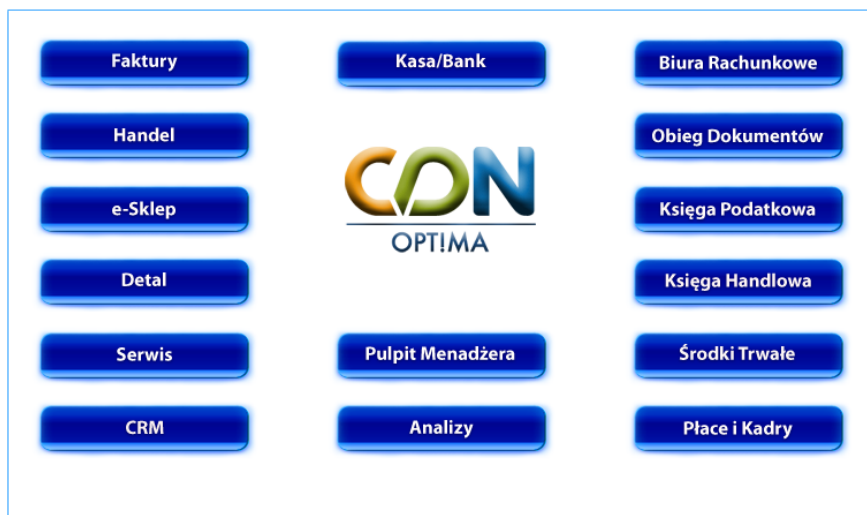 Faktury
Kasa/Bank
Biura Rachunkowe
Handel
Obieg Dokumentów
CDN
OPT!MA
e-Sklep
Księga Podatkowa
Detal
Księga Handlowa
Serwis
Pulpit Menadżera
Środki Trwałe
CRM
Analizy
Płace i Kadry